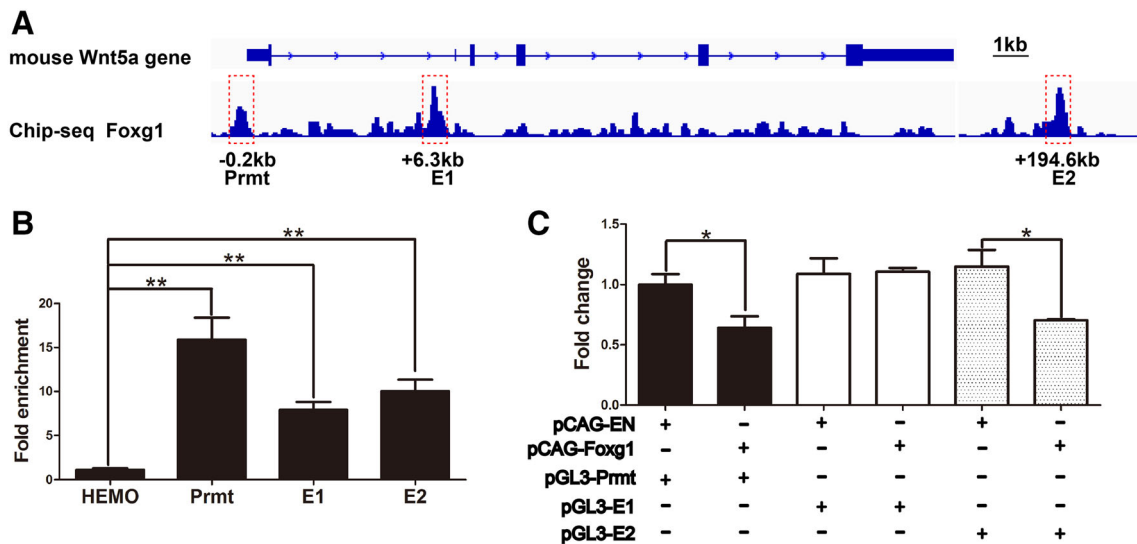 A
mouse Wnt5a gene
1kb
Chip-seq Foxg1
-0.2kb
Prmt
+6.3kb
E1
+194.6kb
E2
B
** 
**
**
Fold enrichment
20
15
10
5
0
HEMO Prmt E1 E2
C
* *
Fold change
1.5
1.0
0.5
0.0
pCAG-EN + - + - + -
pCAG-Foxg1 - + - + - +
pGL3-Prmt + + - - - -
pGL3-E1 - - + + - -
pGL3-E2 - - - - + +